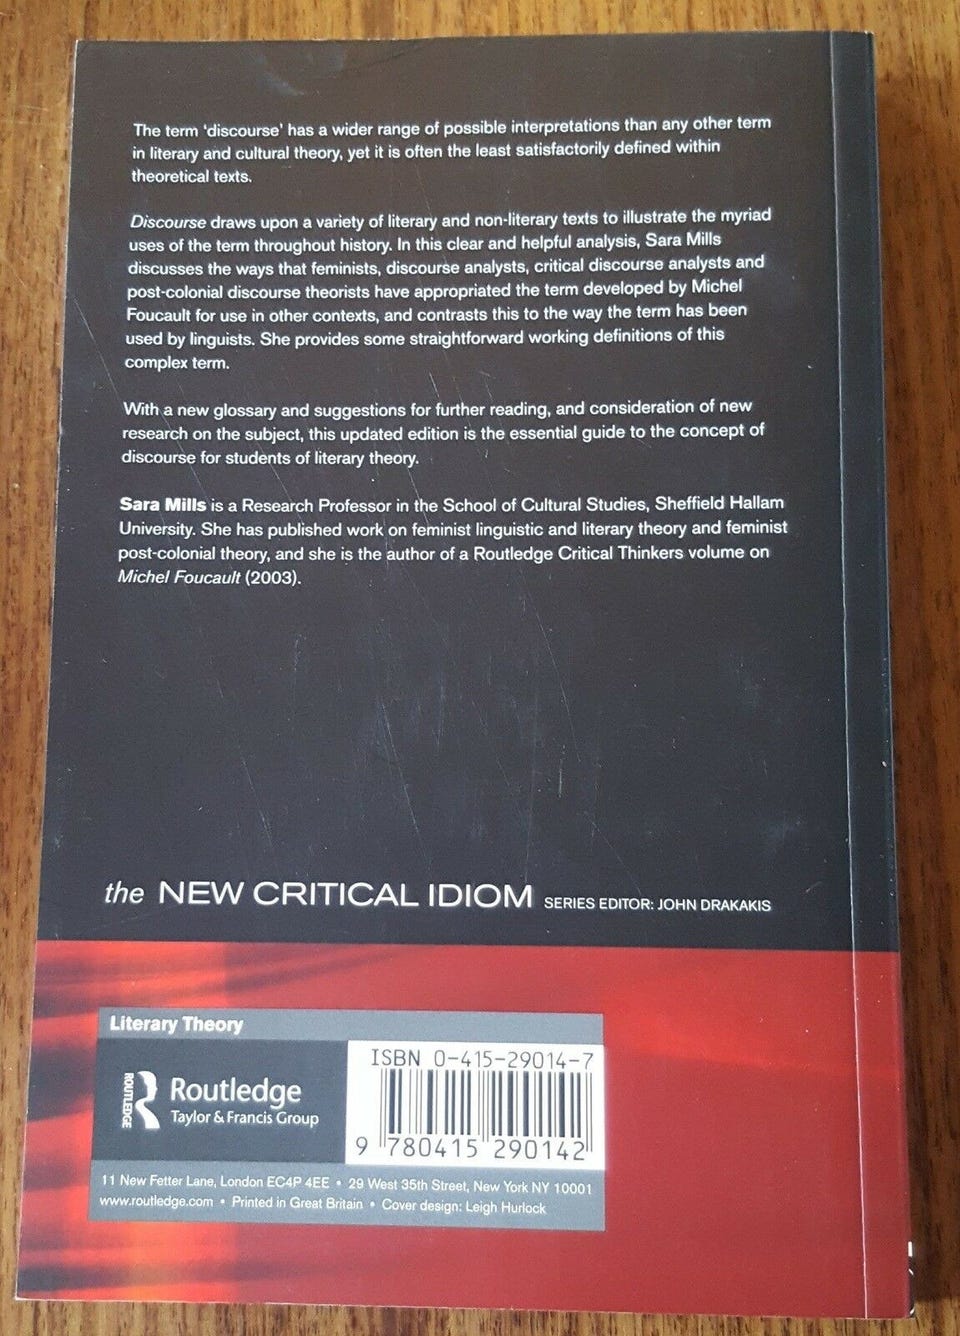 The term ‘discourse’ has a wider range of possible interpretations than any other term
in literary and cultural theory, yet it is often the least satisfactorily defined within
theoretical texts.
Discourse draws upon a variety of literary and non-literary texts to illustrate the myriad
uses of the term throughout history. In this clear and helpful analysis, Sara Mills
discusses the ways that feminists, discourse analysts, critical discourse analysts and
post-colonial discourse theorists have appropriated the term developed by Michel
Foucault for use in other contexts, and contrasts this to the way the term has been
used by linguists. She provides some straightforward working definitions of this
complex term.
With a new glossary and suggestions for further reading, and consideration of new
research on the subject, this updated edition is the essential guide to the concept of
discourse for students of literary theory.
Sara Mills is a Research Professor in the School of Cultural Studies, Sheffield Hallam
University. She has published work on feminist linguistic and literary theory and feminist
post-colonial theory, and she is the author of a Routledge Critical Thinkers volume on
Michel Foucault (2003).
the NEW CRITICAL IDIOM SERIES EDITOR: JOHN DRAKAKIS
Literary Theory
ISBN 0-415-29014-7
ROUTLEDGE
Routledge
Taylor & Francis Group
9 780415 290142
11 New Fetter Lane, London EC4P 4EE • 29 West 35th Street, New York NY 10001
www.routledge.com • Printed in Great Britain • Cover design: Leigh Hurlock